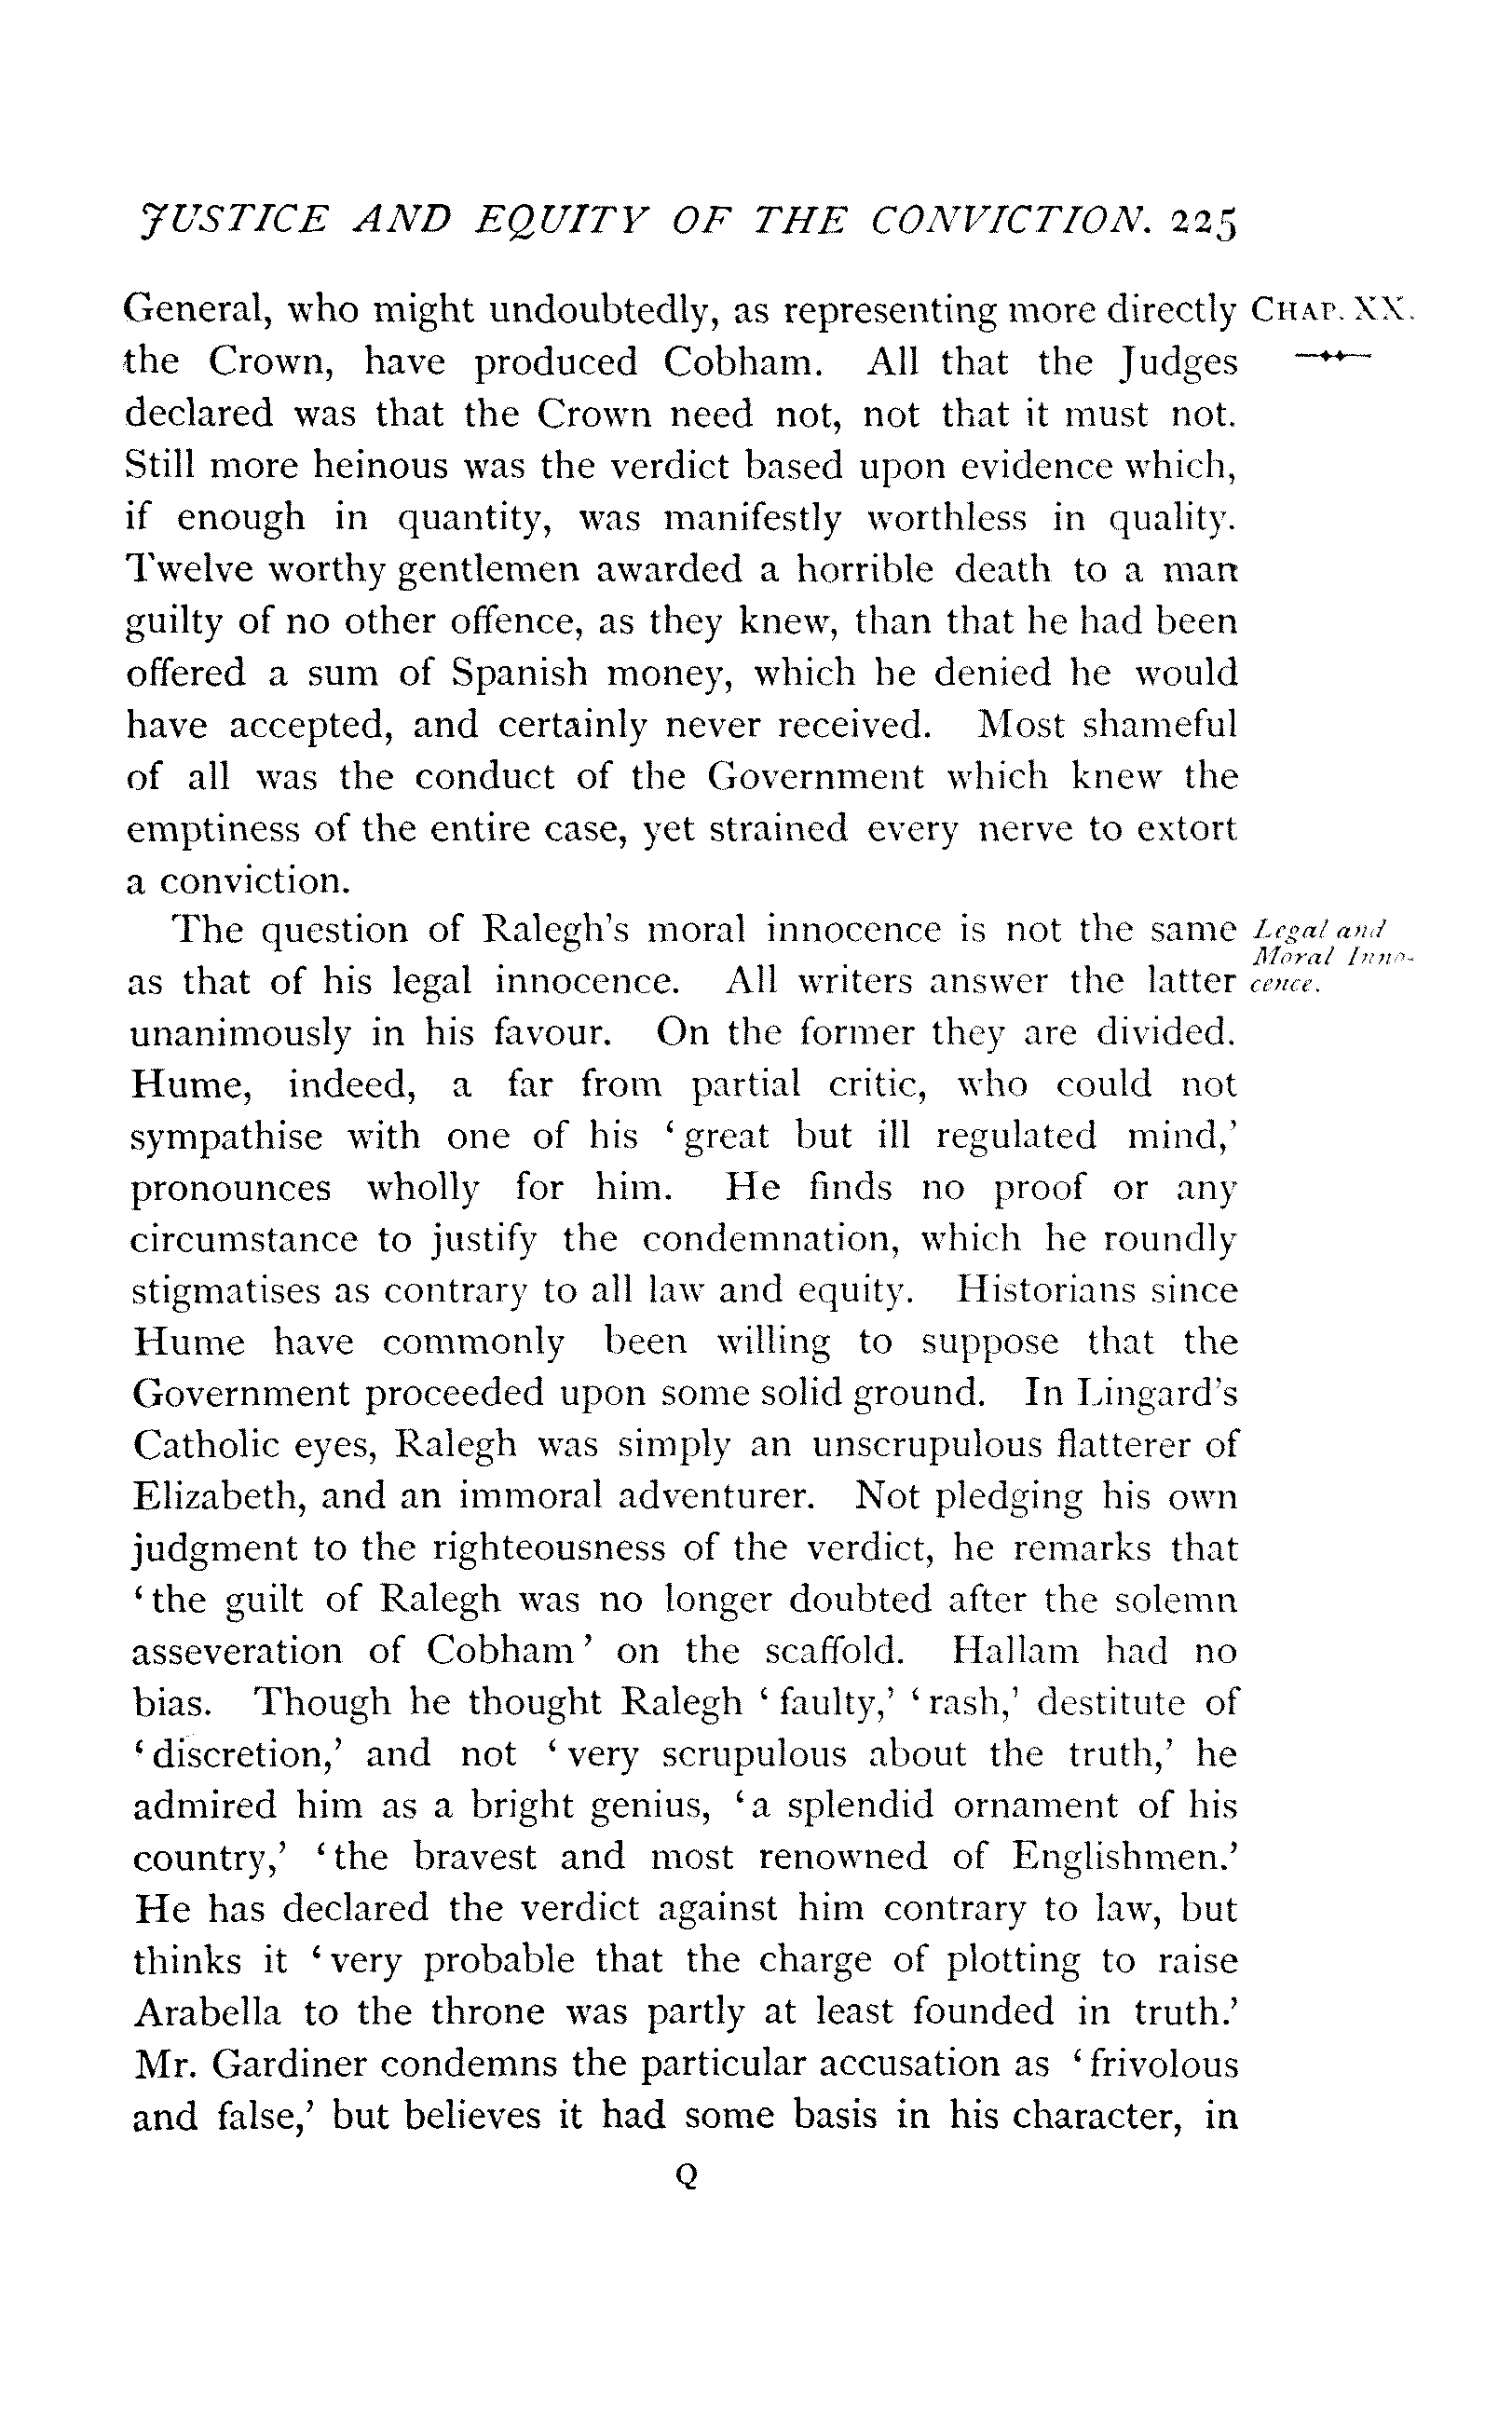 JUSTICE AND EQUITY OF THE CONVICTION. 225
General, who might undoubtedly, as representing more directly
CHAP. XX.
the Crown, have produced Cobham. All that the Judges
declared was that the Crown need not, not that it must not.
Still more heinous was the verdict based upon evidence which,
if enough in quantity, was manifestly worthless in quality.
Twelve worthy gentlemen awarded a horrible death to a man
guilty of no other offence, as they knew, than that he had been
offered a sum of Spanish money, which he denied he would
have accepted, and certainly never received. Most shameful
of all was the conduct of the Government which knew the
emptiness of the entire case, yet strained every nerve to extort
a conviction.
The question of Ralegh's moral innocence is not the same
Legal and
Moral Inno-
cence.
as that of his legal innocence. All writers answer the latter
unanimously in his favour. On the former they are divided.
Hume, indeed, a far from partial critic, who could not
sympathise with one of his ‘great but ill regulated mind,’
pronounces wholly for him. He finds no proof or any
circumstance to justify the condemnation, which he roundly
stigmatises as contrary to all law and equity. Historians since
Hume have commonly been willing to suppose that the
Government proceeded upon some solid ground. In Lingard's
Catholic eyes, Ralegh was simply an unscrupulous flatterer of
Elizabeth, and an immoral adventurer. Not pledging his own
judgment to the righteousness of the verdict, he remarks that
‘the guilt of Ralegh was no longer doubted after the solemn
asseveration of Cobham’ on the scaffold. Hallam had no
bias. Though he thought Ralegh ‘faulty,’ ‘rash,’ destitute of
‘discretion,’ and not ‘very scrupulous about the truth,’ he
admired him as a bright genius, ‘a splendid ornament of his
country,’ ‘the bravest and most renowned of Englishmen.’
He has declared the verdict against him contrary to law, but
thinks it ‘very probable that the charge of plotting to raise
Arabella to the throne was partly at least founded in truth.’
Mr. Gardiner condemns the particular accusation as ‘frivolous
and false,’ but believes it had some basis in his character, in
Q